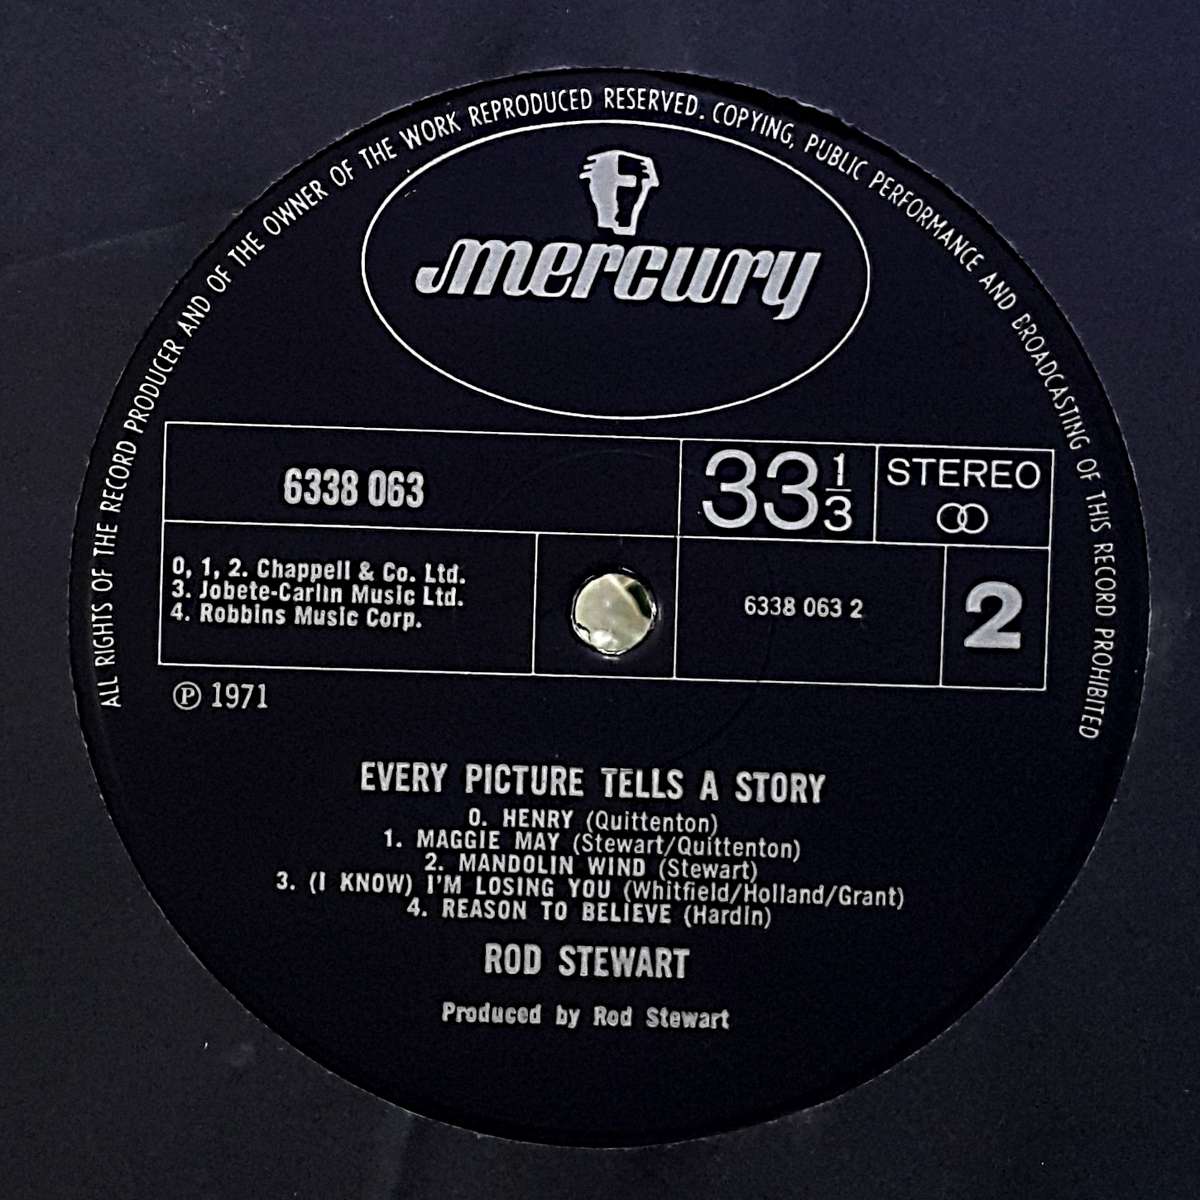 ALL RIGHTS OF THE RECORD PRODUCER AND OF THE OWNER OF THE WORK REPRODUCED RESERVED. COPYING, PUBLIC PERFORMANCE AND BROADCASTING OF THIS RECORD PROHIBITED
mercury
6338 063
33 1/3
STEREO
0, 1, 2. Chappell & Co. Ltd.
3. Jobete-Carlin Music Ltd.
4. Robbins Music Corp.
6338 063 2
2
℗ 1971
EVERY PICTURE TELLS A STORY
0. HENRY (Quittenton)
1. MAGGIE MAY (Stewart/Quittenton)
2. MANDOLIN WIND (Stewart)
3. (I KNOW) I'M LOSING YOU (Whitfield/Holland/Grant)
4. REASON TO BELIEVE (Hardin)
ROD STEWART
Produced by Rod Stewart